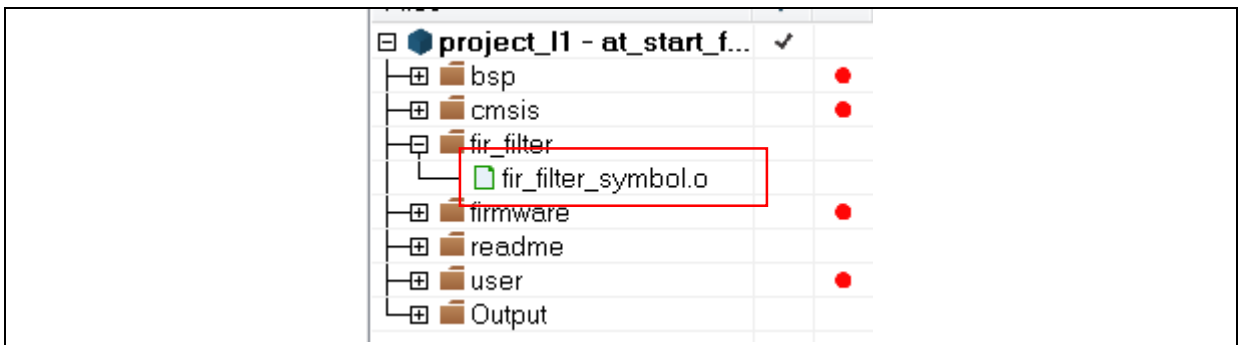 project_l1 - at_start_f...
bsp
cmsis
fir_filter
fir_filter_symbol.o
firmware
readme
user
Output